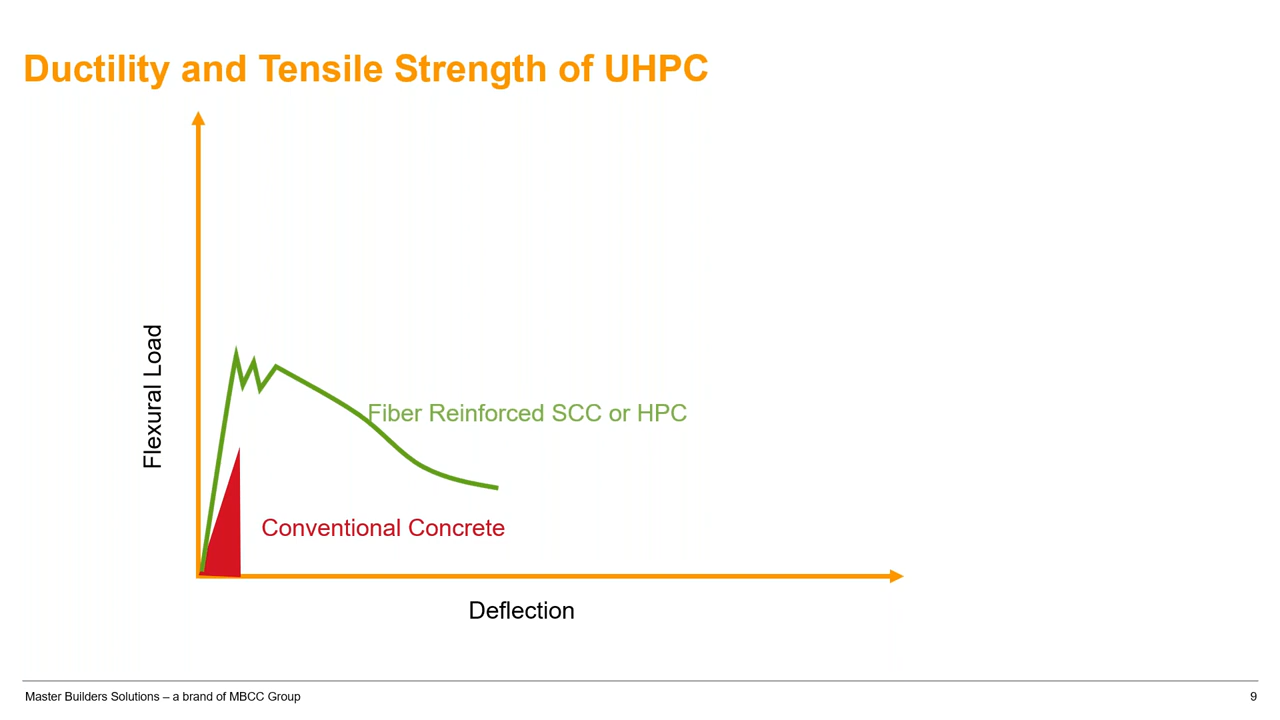 Ductility and Tensile Strength of UHPC
Flexural Load
Fiber Reinforced SCC or HPC
Conventional Concrete
Deflection
Master Builders Solutions – a brand of MBCC Group
9